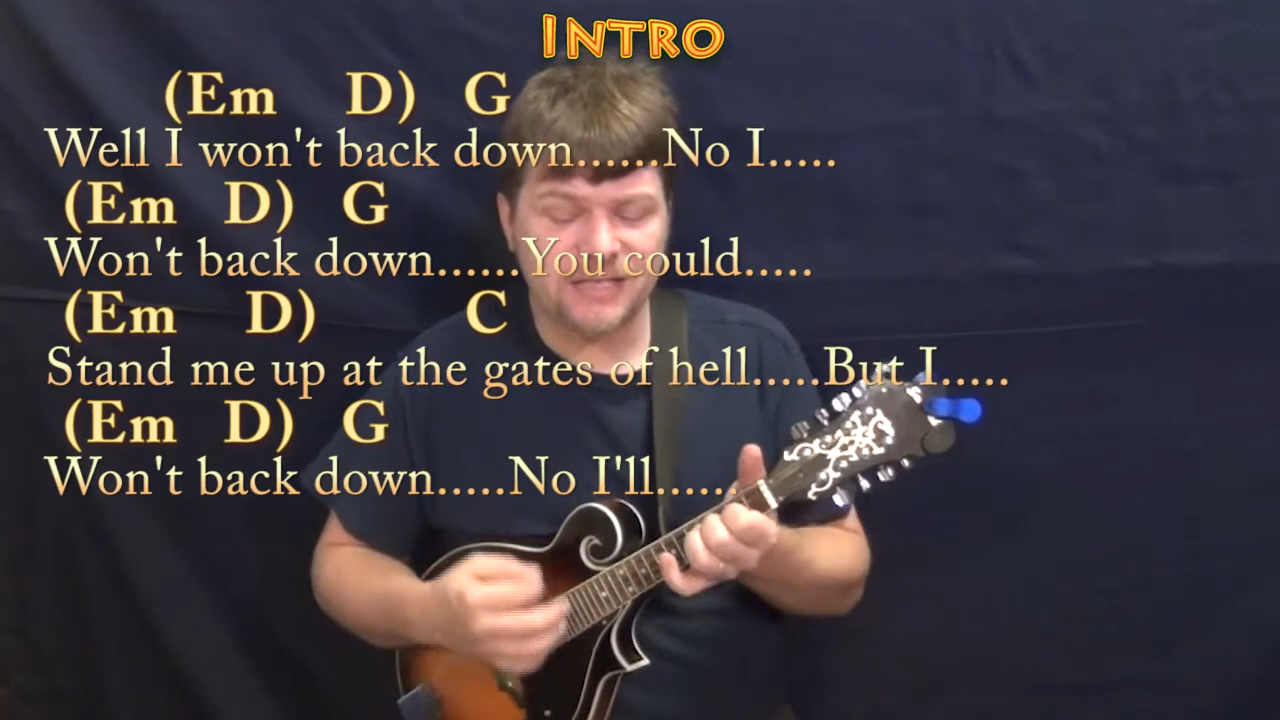 INTRO
(Em D) G
Well I won't back down......No I.....
(Em D) G
Won't back down......You could.....
(Em D) C
Stand me up at the gates of hell.....But I.....
(Em D) G
Won't back down.....No I'll......